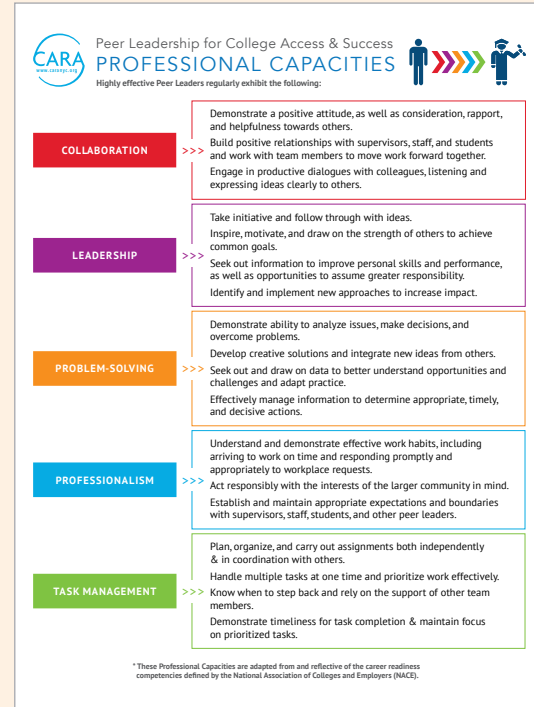 CARA
www.caranyc.org
Peer Leadership for College Access & Success
PROFESSIONAL CAPACITIES
Highly effective Peer Leaders regularly exhibit the following:
COLLABORATION
>>>
Demonstrate a positive attitude, as well as consideration, rapport,
and helpfulness towards others.
Build positive relationships with supervisors, staff, and students
and work with team members to move work forward together.
Engage in productive dialogues with colleagues, listening and
expressing ideas clearly to others.
LEADERSHIP
>>>
Take initiative and follow through with ideas.
Inspire, motivate, and draw on the strength of others to achieve
common goals.
Seek out information to improve personal skills and performance,
as well as opportunities to assume greater responsibility.
Identify and implement new approaches to increase impact.
PROBLEM-SOLVING
>>>
Demonstrate ability to analyze issues, make decisions, and
overcome problems.
Develop creative solutions and integrate new ideas from others.
Seek out and draw on data to better understand opportunities and
challenges and adapt practice.
Effectively manage information to determine appropriate, timely,
and decisive actions.
PROFESSIONALISM
>>>
Understand and demonstrate effective work habits, including
arriving to work on time and responding promptly and
appropriately to workplace requests.
Act responsibly with the interests of the larger community in mind.
Establish and maintain appropriate expectations and boundaries
with supervisors, staff, students, and other peer leaders.
TASK MANAGEMENT
>>>
Plan, organize, and carry out assignments both independently
& in coordination with others.
Handle multiple tasks at one time and prioritize work effectively.
Know when to step back and rely on the support of other team
members.
Demonstrate timeliness for task completion & maintain focus
on prioritized tasks.
* These Professional Capacities are adapted from and reflective of the career readiness
competencies defined by the National Association of Colleges and Employers (NACE).